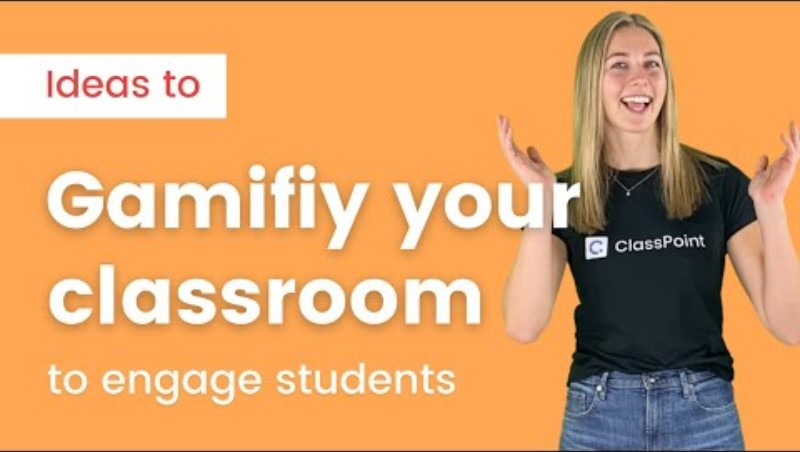 Ideas to
Gamifiy your
classroom
to engage students
ClassPoint